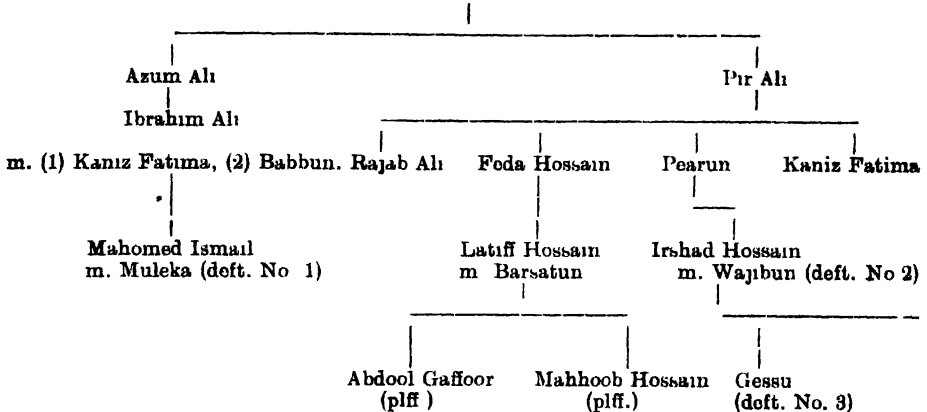 Azum Ali Pir Ali
Ibrahim Ali
m. (1) Kaniz Fatima, (2) Babbun. Rajab Ali Feda Hossain Pearun Kaniz Fatima
Mahomed Ismail Latiff Hossain Irshad Hossain
m. Muleka (deft. No 1) m Barsatun m. Wajibun (deft. No 2)
Abdool Gaffoor Mahhoob Hossain Gessu
(plff ) (plff.) (deft. No. 3)